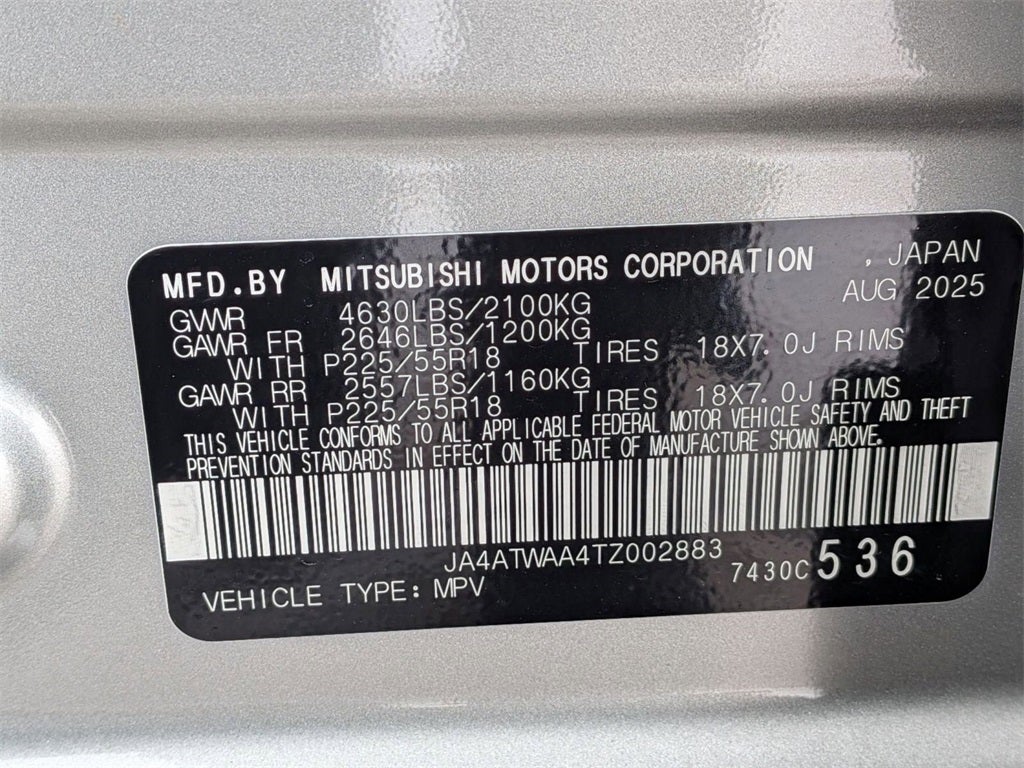 MFD.BY MITSUBISHI MOTORS CORPORATION , JAPAN
AUG 2025
GVWR 4630LBS/2100KG
GAWR FR 2646LBS/1200KG
WITH P225/55R18 TIRES 18X7.0J RIMS
GAWR RR 2557LBS/1160KG
WITH P225/55R18 TIRES 18X7.0J RIMS
THIS VEHICLE CONFORMS TO ALL APPLICABLE FEDERAL MOTOR VEHICLE SAFETY AND THEFT
PREVENTION STANDARDS IN EFFECT ON THE DATE OF MANUFACTURE SHOWN ABOVE.
JA4ATWAA4TZ002883
7430C 536
VEHICLE TYPE: MPV